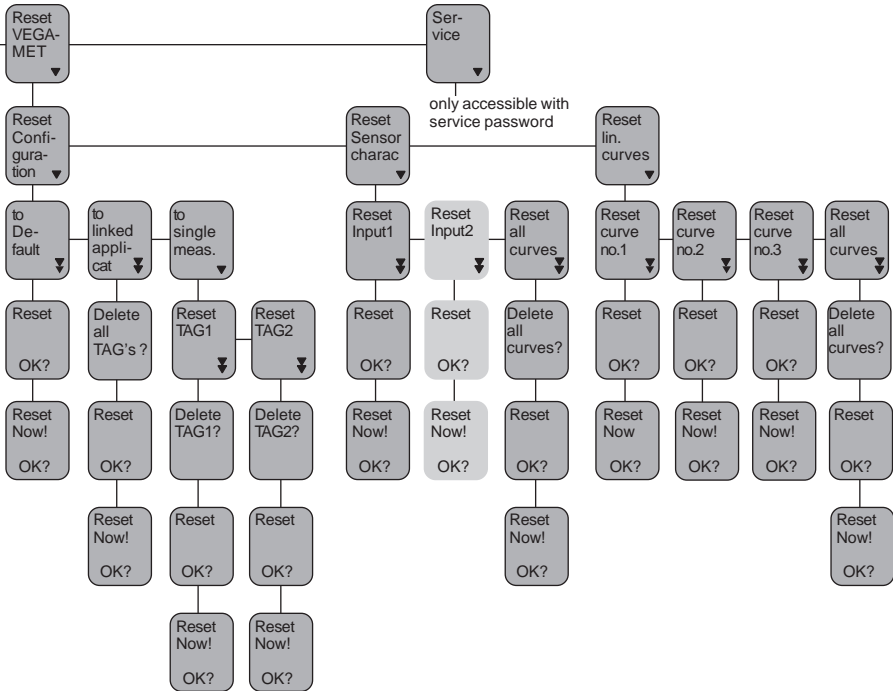 Reset
VEGA-
MET
Ser-
vice
only accessible with
service password
Reset
Confi-
gura-
tion
Reset
Sensor
charac
Reset
lin.
curves
to
De-
fault
to
linked
appli-
cat
to
single
meas.
Reset
Input1
Reset
Input2
Reset
all
curves
Reset
curve
no.1
Reset
curve
no.2
Reset
curve
no.3
Reset
all
curves
Reset
OK?
Delete
all
TAG's ?
Reset
TAG1
Reset
TAG2
Reset
OK?
Reset
OK?
Delete
all
curves?
Reset
OK?
Reset
OK?
Reset
OK?
Delete
all
curves?
Reset
Now!
OK?
Reset
OK?
Delete
TAG1?
Delete
TAG2?
Reset
Now!
OK?
Reset
Now!
OK?
Reset
OK?
Reset
Now
OK?
Reset
Now!
OK?
Reset
Now!
OK?
Reset
OK?
Reset
Now!
OK?
Reset
OK?
Reset
OK?
Reset
Now!
OK?
Reset
Now!
OK?
Reset
Now!
OK?
Reset
Now!
OK?